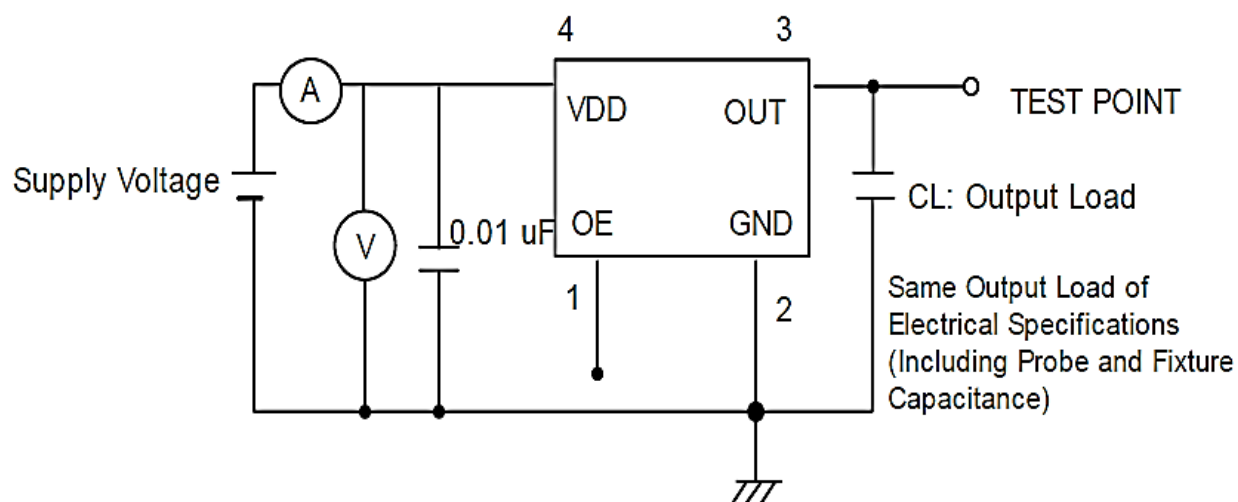 4
3
A
VDD
OUT
TEST POINT
Supply Voltage
CL: Output Load
V
0.01 uF
OE
GND
1
2
Same Output Load of
Electrical Specifications
(Including Probe and Fixture
Capacitance)